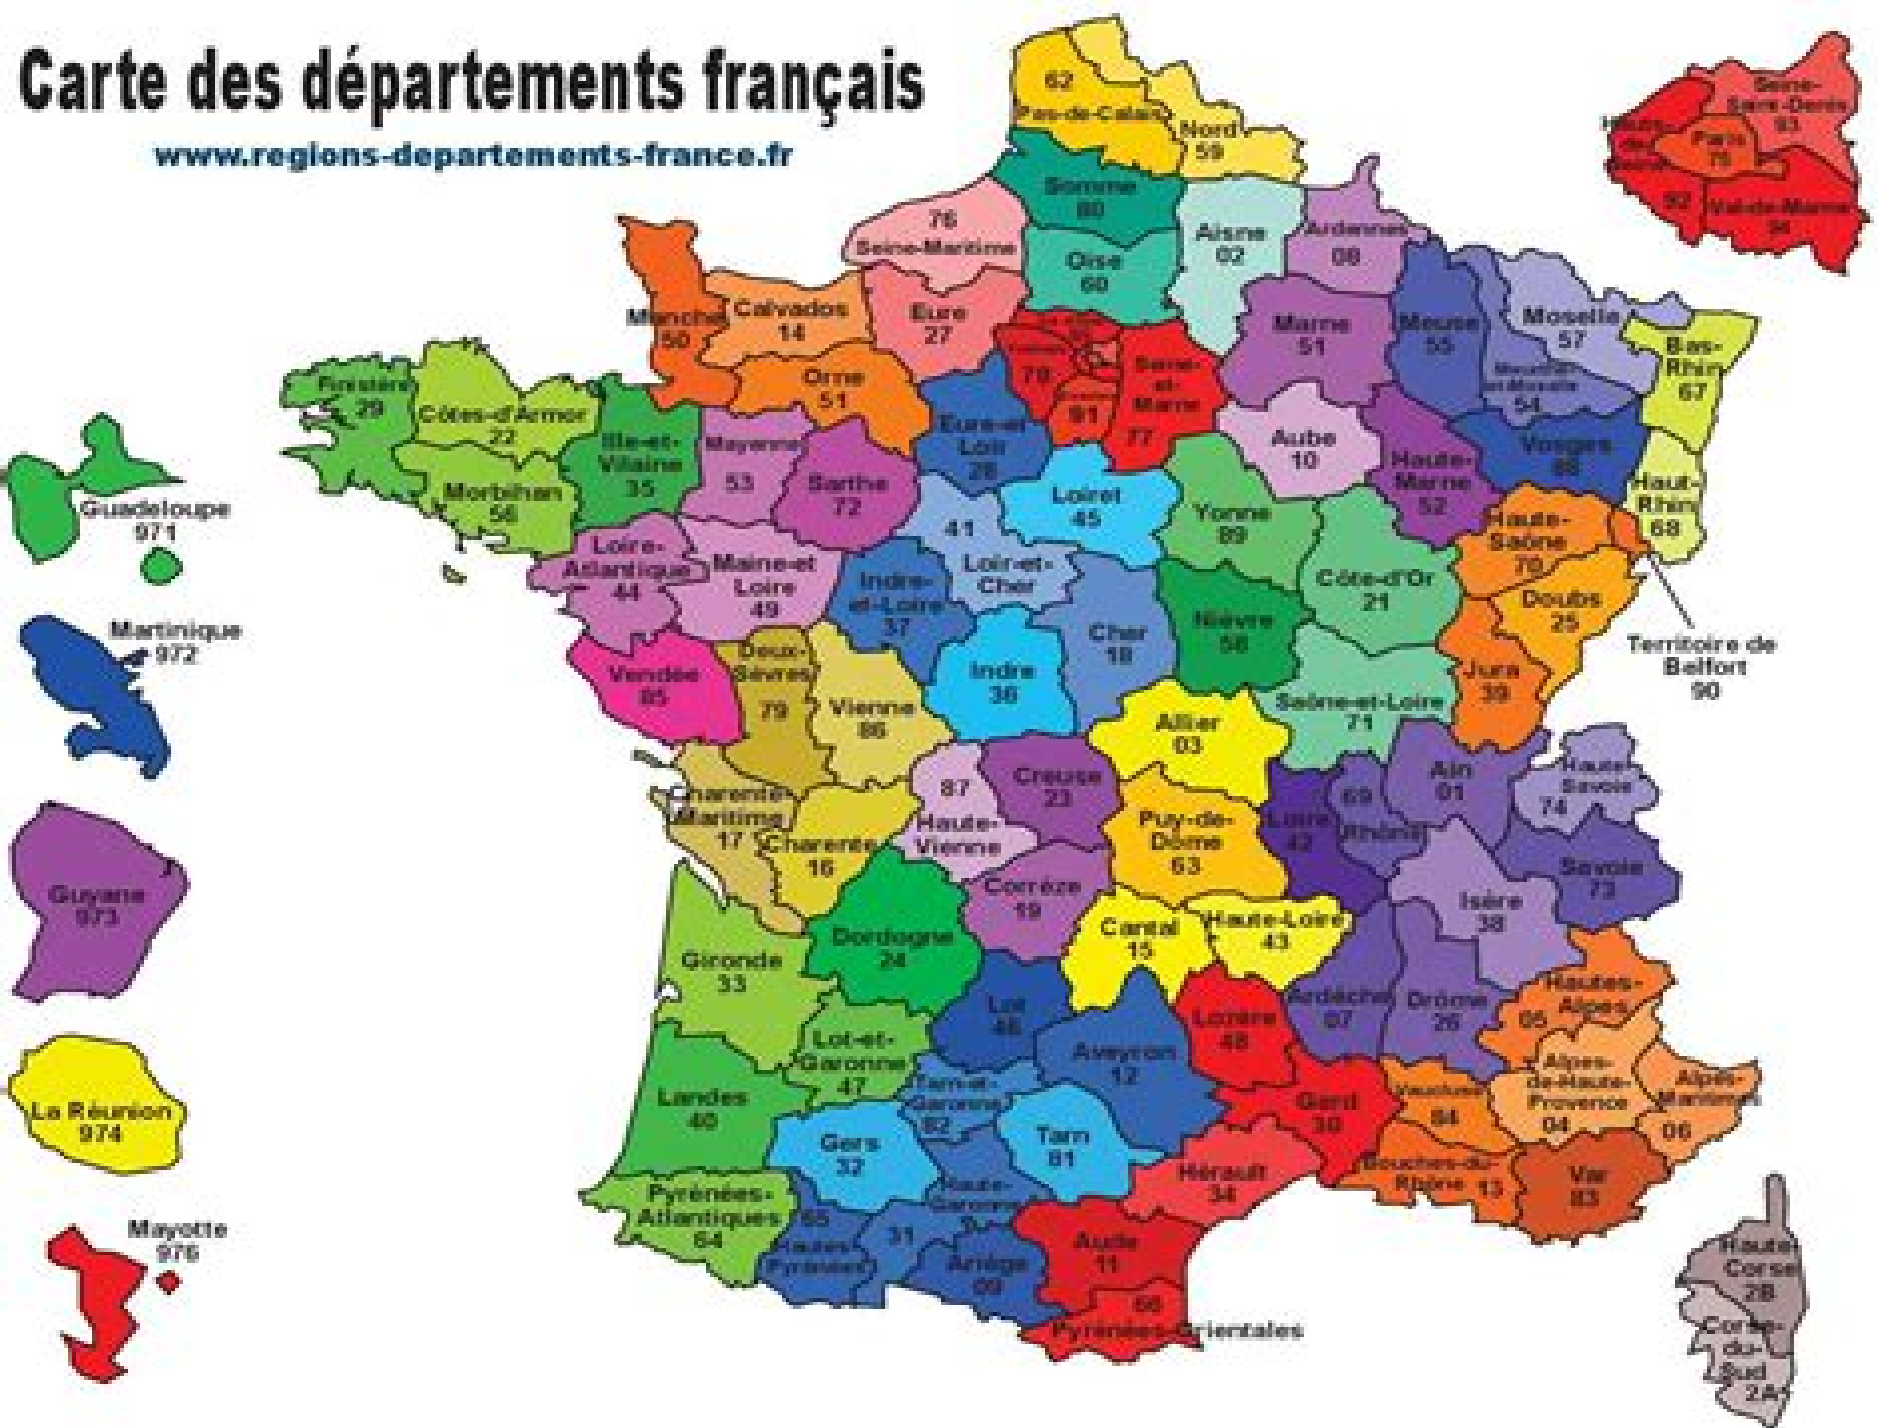 Carte des départements français
www.regions-departements-france.fr
62
Pas-de-Calais
Nord
59
Somme
80
76
Seine-Maritime
Oise
60
Aisne
02
Ardennes
08
Seine-
Saint-Denis
93
Paris
75
Hauts-
de-
Seine
92
Val-de-Marne
94
Manche
50
Calvados
14
Eure
27
Orne
51
78
91
Seine-
et-
Marne
77
Marne
51
Meuse
55
Moselle
57
Meurthe-
et-Moselle
54
Bas-
Rhin
67
Finistère
29
Côtes-d'Armor
22
Ille-et-
Vilaine
35
Morbihan
56
Mayenne
53
Sarthe
72
Eure-et
Loir
28
Aube
10
Haute-
Marne
52
Vosges
88
Haut-
Rhin
68
Loiret
45
Yonne
89
41
Loir-et-
Cher
Haute-
Saône
70
Loire-
Atlantique
44
Maine-et
Loire
49
Indre-
et-Loire
37
Côte-d'Or
21
Doubs
25
Territoire de
Belfort
90
Vendée
85
Deux-
Sèvres
79
Vienne
86
Indre
36
Cher
18
Nièvre
58
Saône-et-Loire
71
Jura
39
Allier
03
Charente-
Maritime
17
Charente
16
87
Haute-
Vienne
Creuse
23
Puy-de-
Dôme
63
Loire
42
69
Rhône
Ain
01
Haute-
Savoie
74
Savoie
73
Corrèze
19
Cantal
15
Haute-Loire
43
Isère
38
Gironde
33
Dordogne
24
Lot
46
Aveyron
12
Lozère
48
Ardèche
07
Drôme
26
Hautes-
Alpes
05
Lot-et-
Garonne
47
Landes
40
Tarn-et-
Garonne
82
Gers
32
Tarn
81
Gard
30
Vaucluse
84
Alpes-
de-Haute-
Provence
04
Alpes-
Maritimes
06
Hérault
34
Bouches-du-
Rhône 13
Var
83
Pyrénées-
Atlantiques
64
65
Hautes-
Pyrénées
Haute-
Garonne
31
Ariège
09
Aude
11
66
Pyrénées-Orientales
Haute-
Corse
2B
Corse-
du-
Sud
2A
Guadeloupe
971
Martinique
972
Guyane
973
La Réunion
974
Mayotte
976